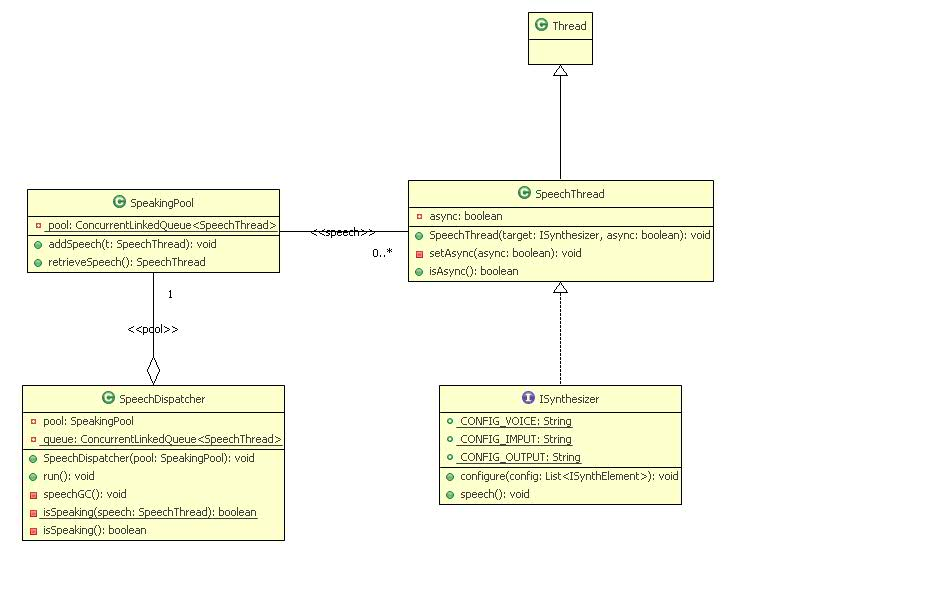 Thread
SpeechThread
async: boolean
SpeechThread(target: ISynthesizer, async: boolean): void
setAsync(async: boolean): void
isAsync(): boolean
SpeakingPool
pool: ConcurrentLinkedQueue<SpeechThread>
addSpeech(t: SpeechThread): void
retrieveSpeech(): SpeechThread
<<speech>>
0..*
1
<<pool>>
SpeechDispatcher
pool: SpeakingPool
queue: ConcurrentLinkedQueue<SpeechThread>
SpeechDispatcher(pool: SpeakingPool): void
run(): void
speechGC(): void
isSpeaking(speech: SpeechThread): boolean
isSpeaking(): boolean
ISynthesizer
CONFIG_VOICE: String
CONFIG_IMPUT: String
CONFIG_OUTPUT: String
configure(config: List<ISynthElement>): void
speech(): void